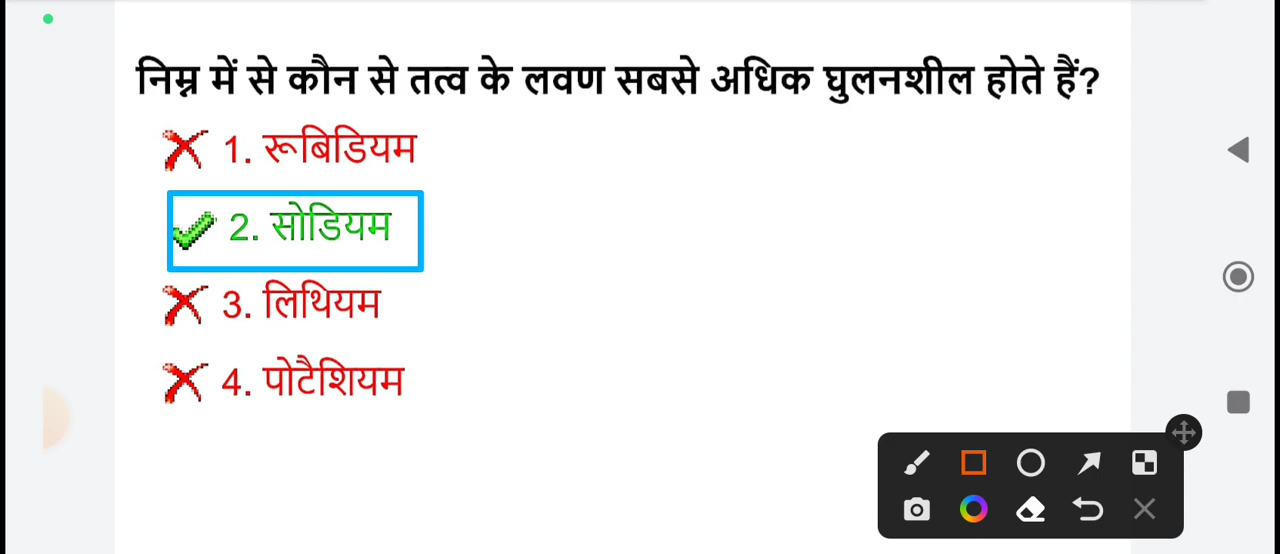 निम्न में से कौन से तत्व के लवण सबसे अधिक घुलनशील होते हैं?
1. रूबिडियम
2. सोडियम
3. लिथियम
4. पोटैशियम